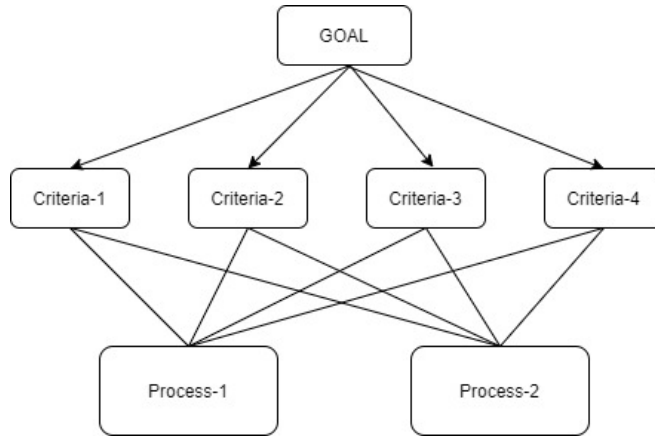 GOAL
Criteria-1
Criteria-2
Criteria-3
Criteria-4
Process-1
Process-2